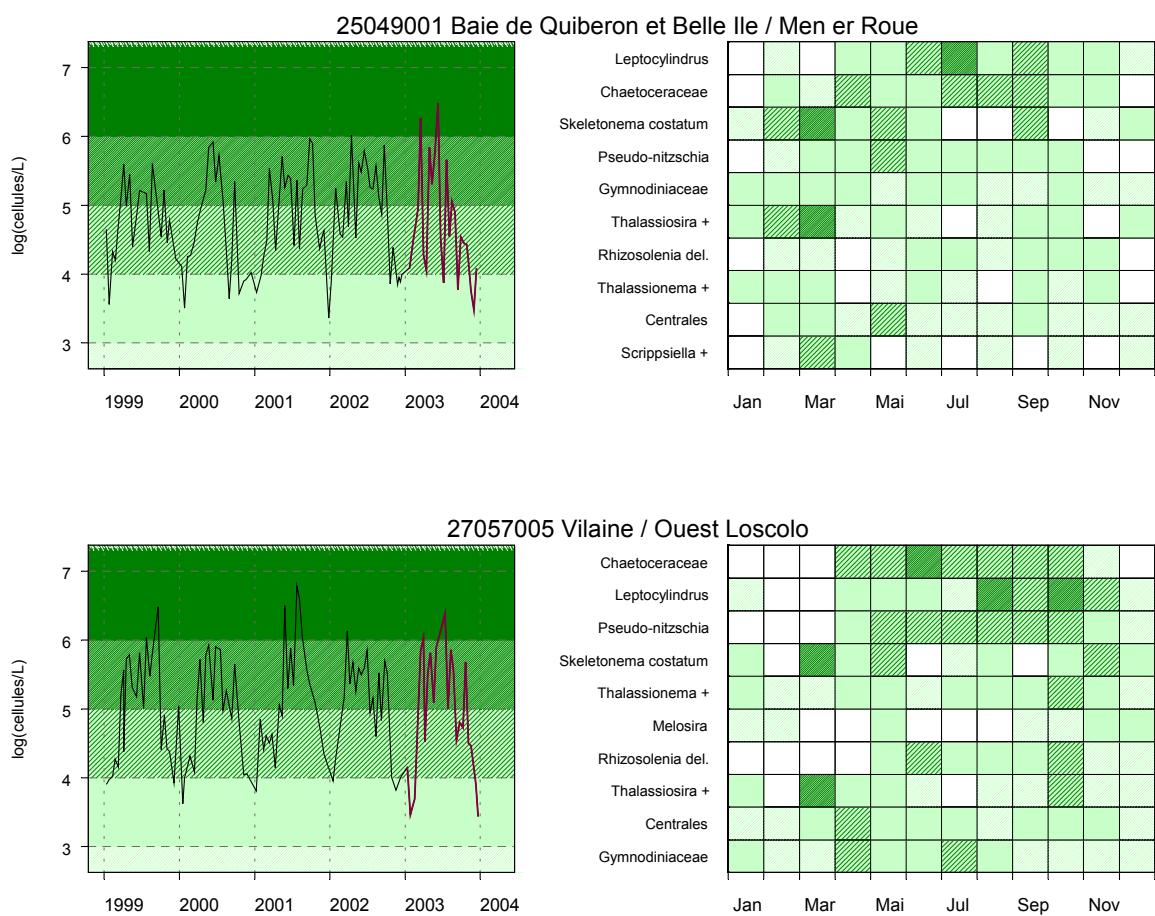 25049001 Baie de Quiberon et Belle Ile / Men er Roue
log(cellules/L)
7
6
5
4
3
1999 2000 2001 2002 2003 2004
Leptocylindrus
Chaetoceraceae
Skeletonema costatum
Pseudo-nitzschia
Gymnodiniaceae
Thalassiosira +
Rhizosolenia del.
Thalassionema +
Centrales
Scrippsiella +
Jan Mar Mai Jul Sep Nov
27057005 Vilaine / Ouest Loscolo
log(cellules/L)
7
6
5
4
3
1999 2000 2001 2002 2003 2004
Chaetoceraceae
Leptocylindrus
Pseudo-nitzschia
Skeletonema costatum
Thalassionema +
Melosira
Rhizosolenia del.
Thalassiosira +
Centrales
Gymnodiniaceae
Jan Mar Mai Jul Sep Nov